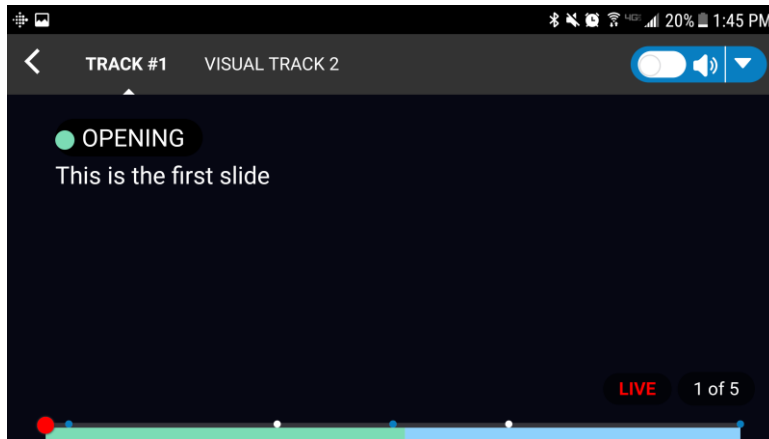 4GE 20% 1:45 PM
TRACK #1 VISUAL TRACK 2
OPENING
This is the first slide
LIVE 1 of 5